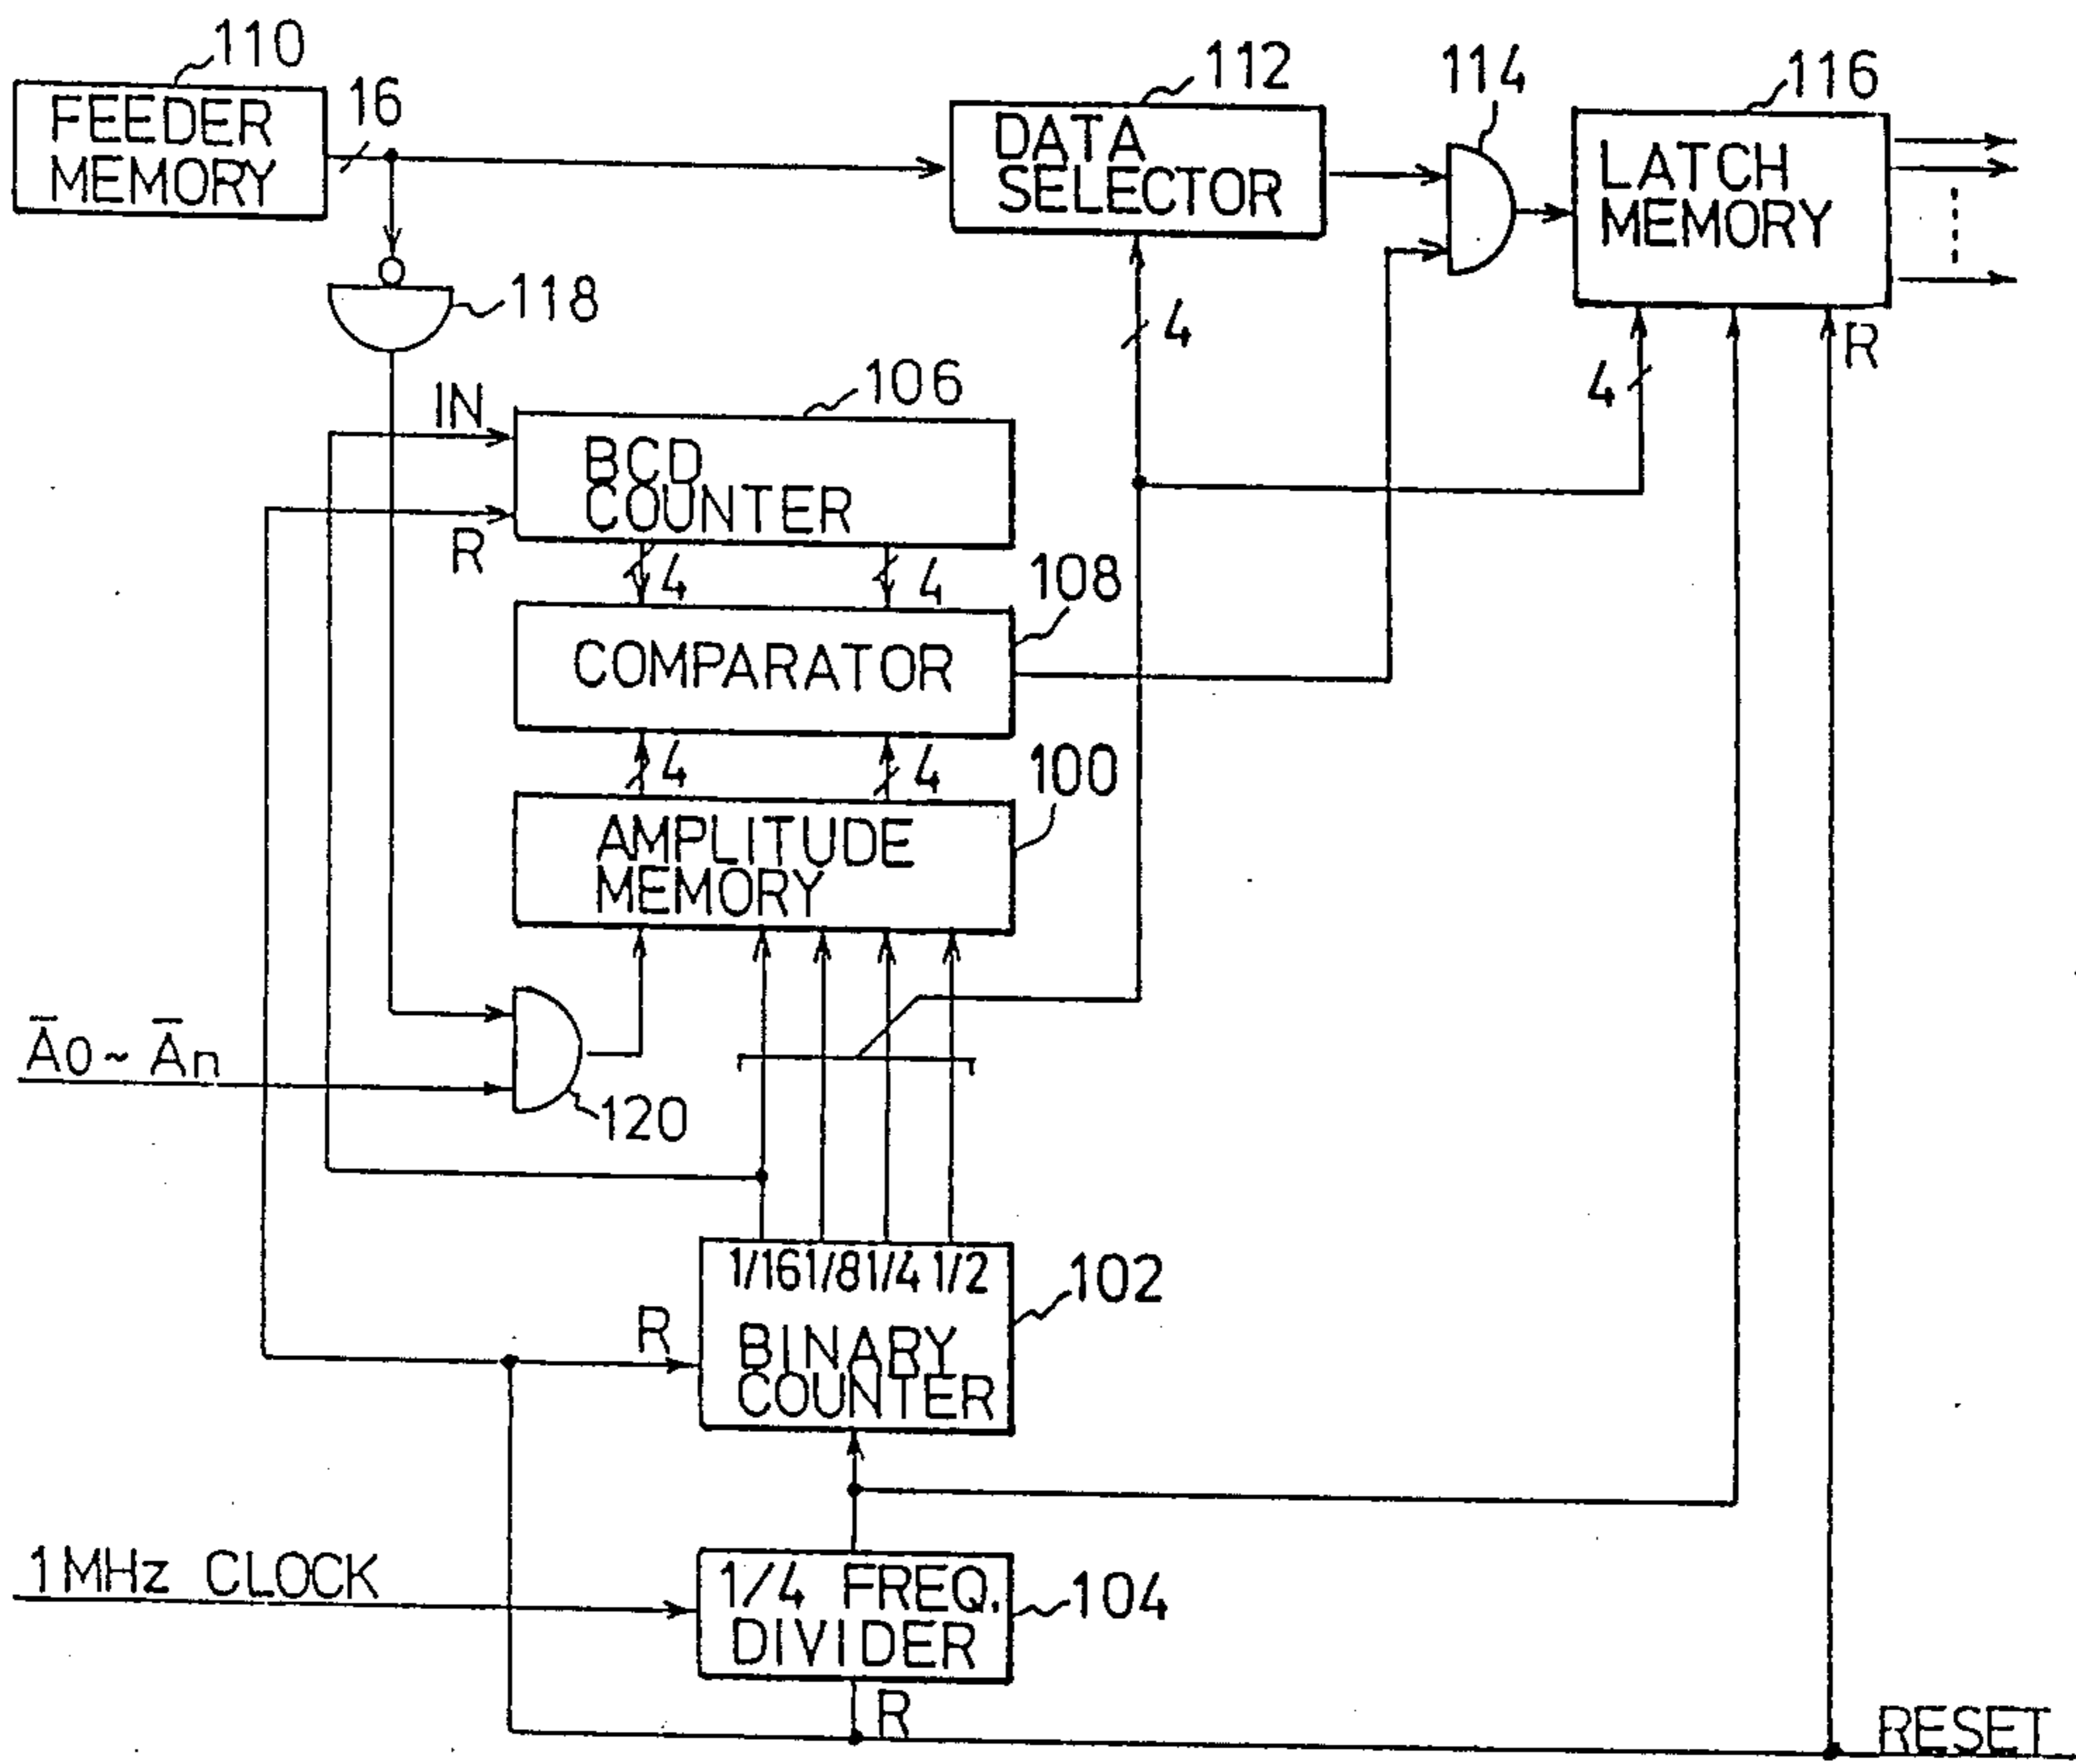 110
FEEDER
MEMORY
16
112
DATA
SELECTOR
114
116
LATCH
MEMORY
118
4
4
R
106
IN
BCD
COUNTER
R
4
4
108
COMPARATOR
4
4
100
AMPLITUDE
MEMORY
A̅0~A̅n
120
1/16 1/8 1/4 1/2
102
R
BINARY
COUNTER
1MHz CLOCK
1/4 FREQ.
DIVIDER
104
R
RESET